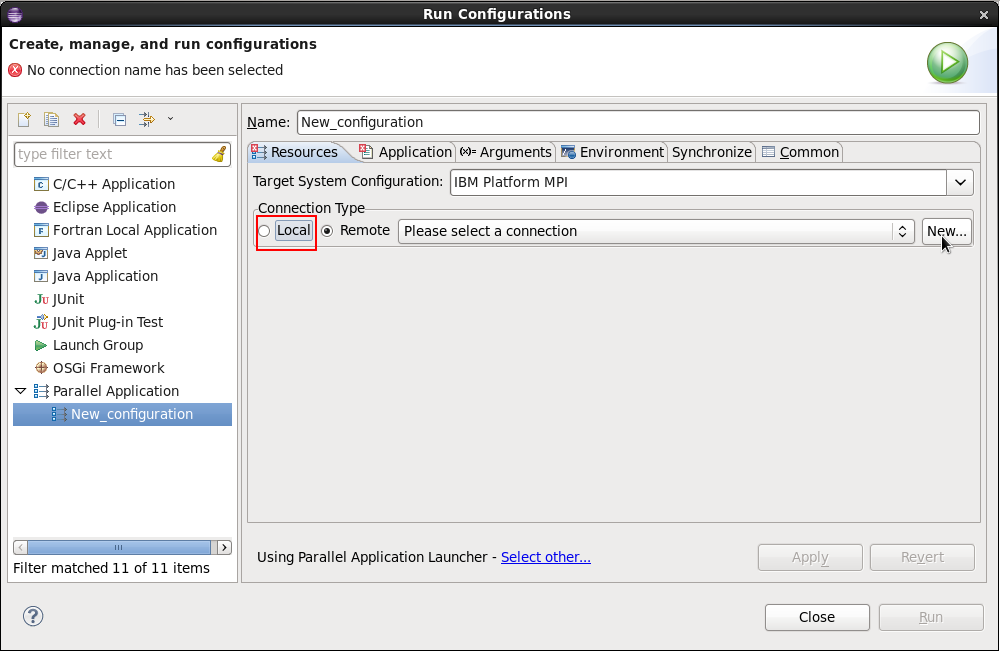 Run Configurations
Create, manage, and run configurations
No connection name has been selected
type filter text
C/C++ Application
Eclipse Application
Fortran Local Application
Java Applet
Java Application
JUnit
JUnit Plug-in Test
Launch Group
OSGi Framework
Parallel Application
New_configuration
Filter matched 11 of 11 items
Name: New_configuration
Resources Application Arguments Environment Synchronize Common
Target System Configuration: IBM Platform MPI
Connection Type
Local Remote Please select a connection New...
Using Parallel Application Launcher - Select other...
Apply Revert
Close Run